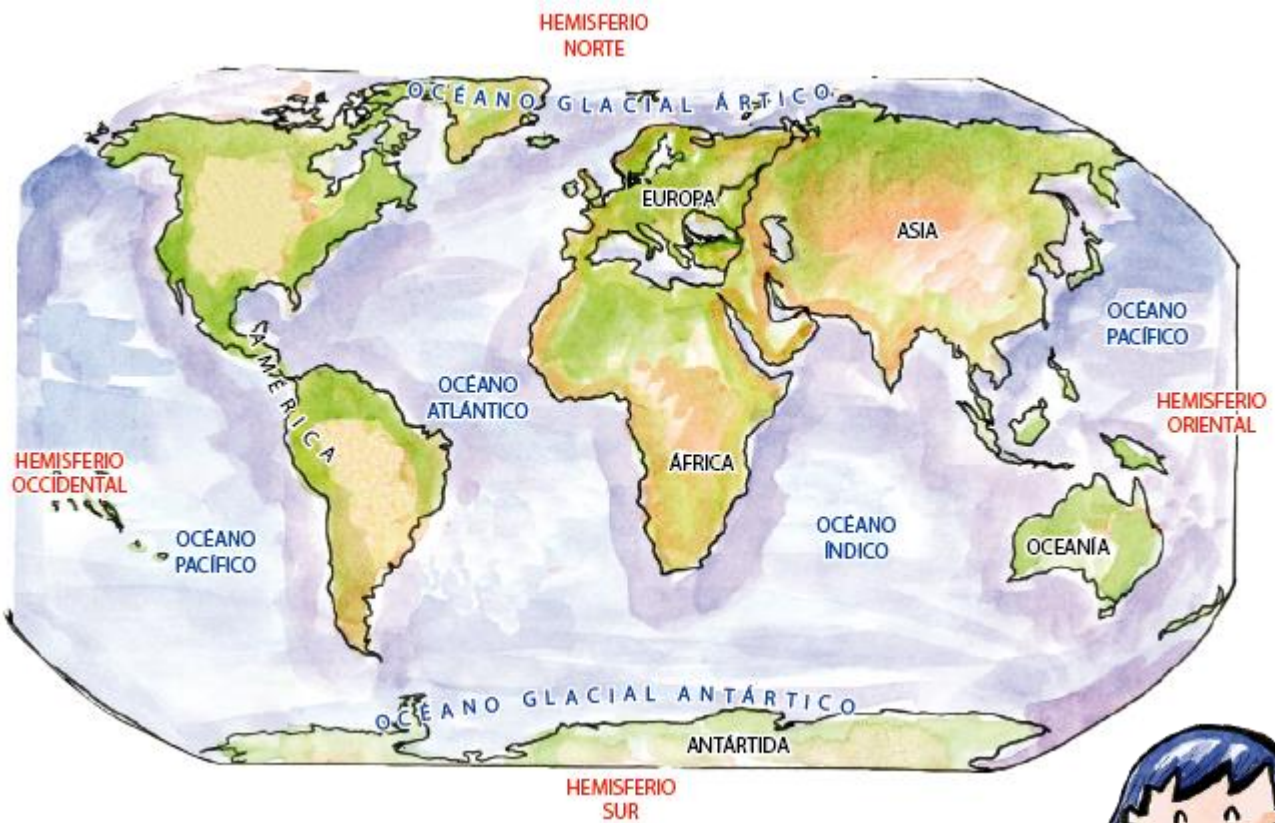 HEMISFERIO
NORTE
OCÉANO GLACIAL ÁRTICO
EUROPA
ASIA
OCÉANO
PACÍFICO
AMÉRICA
OCÉANO
ATLÁNTICO
HEMISFERIO
ORIENTAL
HEMISFERIO
OCCIDENTAL
ÁFRICA
OCÉANO
PACÍFICO
OCÉANO
ÍNDICO
OCEANÍA
OCÉANO GLACIAL ANTÁRTICO
ANTÁRTIDA
HEMISFERIO
SUR